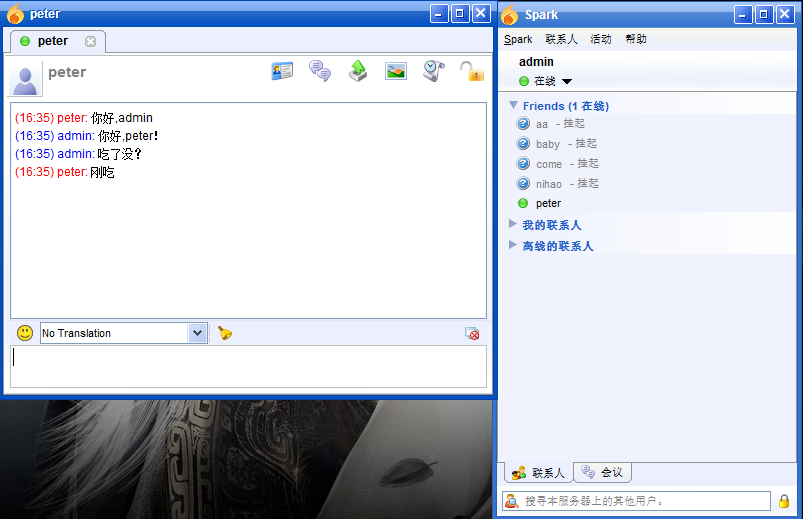 peter
peter
peter
(16:35) peter: 你好,admin
(16:35) admin: 你好,peter!
(16:35) admin: 吃了没?
(16:35) peter: 刚吃
No Translation
Spark
Spark 联系人 活动 帮助
admin
在线
Friends (1 在线)
aa - 挂起
baby - 挂起
come - 挂起
nihao - 挂起
peter
我的联系人
离线的联系人
联系人 会议
搜寻本服务器上的其他用户。